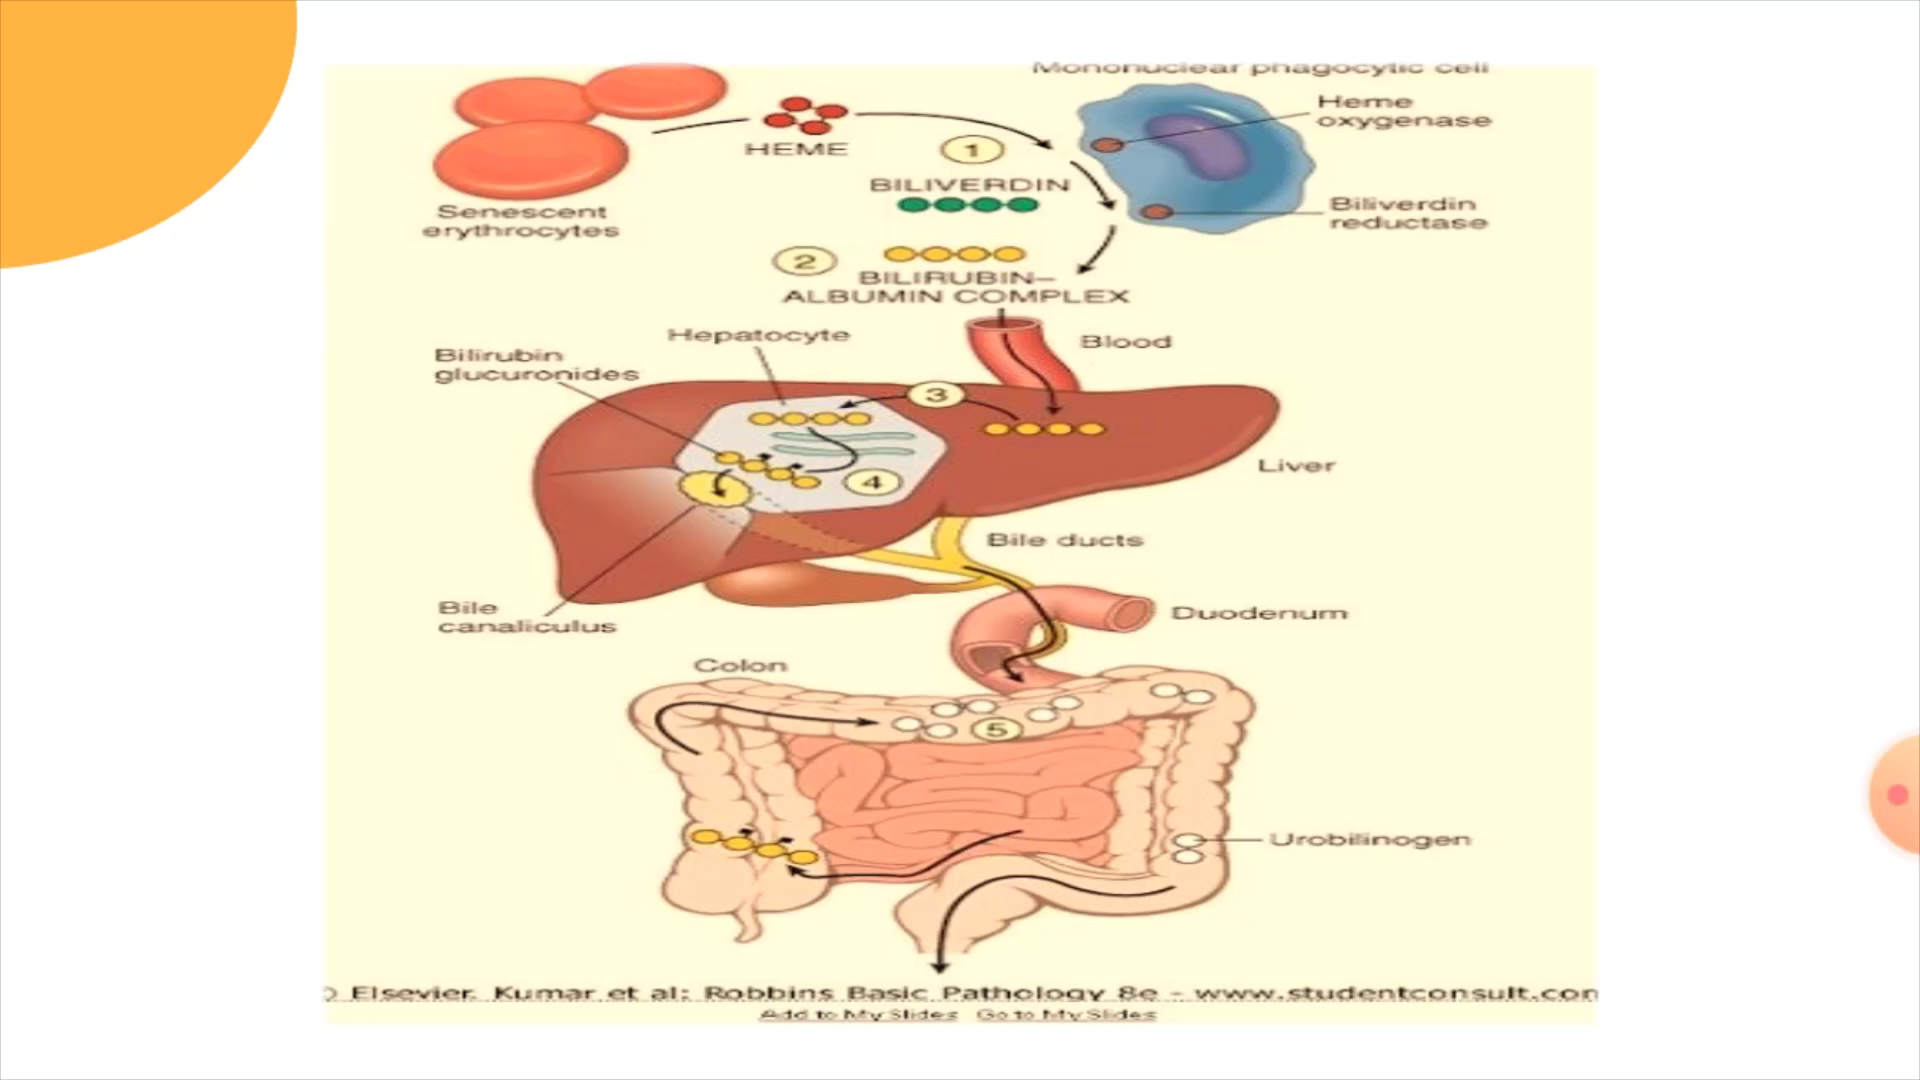 Mononuclear phagocytic cell
Heme
oxygenase
HEME
1
BILIVERDIN
Senescent
erythrocytes
Biliverdin
reductase
2
BILIRUBIN–
ALBUMIN COMPLEX
Hepatocyte
Blood
Bilirubin
glucuronides
3
Liver
4
Bile ducts
Bile
canaliculus
Duodenum
Colon
5
Urobilinogen
© Elsevier. Kumar et al: Robbins Basic Pathology 8e - www.studentconsult.con
Add to My Slides Go to My Slides